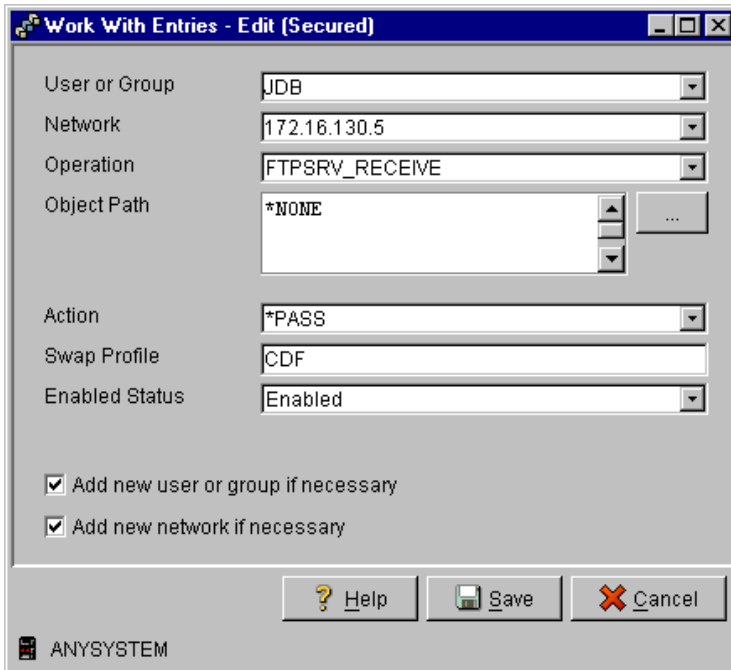 Work With Entries - Edit (Secured)
User or Group JDB
Network 172.16.130.5
Operation FTPSRV_RECEIVE
Object Path *NONE ...
Action *PASS
Swap Profile CDF
Enabled Status Enabled
Add new user or group if necessary
Add new network if necessary
? Help Save Cancel
ANYSYSTEM